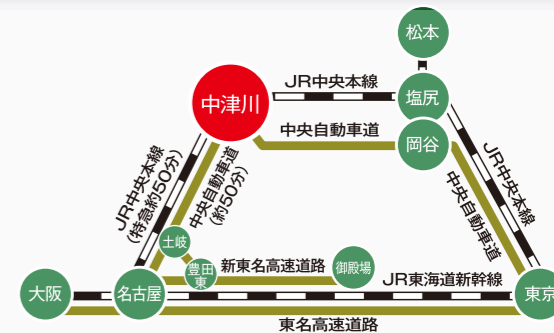 松本
JR中央本線
塩尻
中津川
中央自動車道
岡谷
JR中央本線
(特急約50分)
中央自動車道
(約50分)
JR中央本線
中央自動車道
土岐
豊田
東
新東名高速道路
御殿場
JR東海道新幹線
大阪
名古屋
東京
東名高速道路